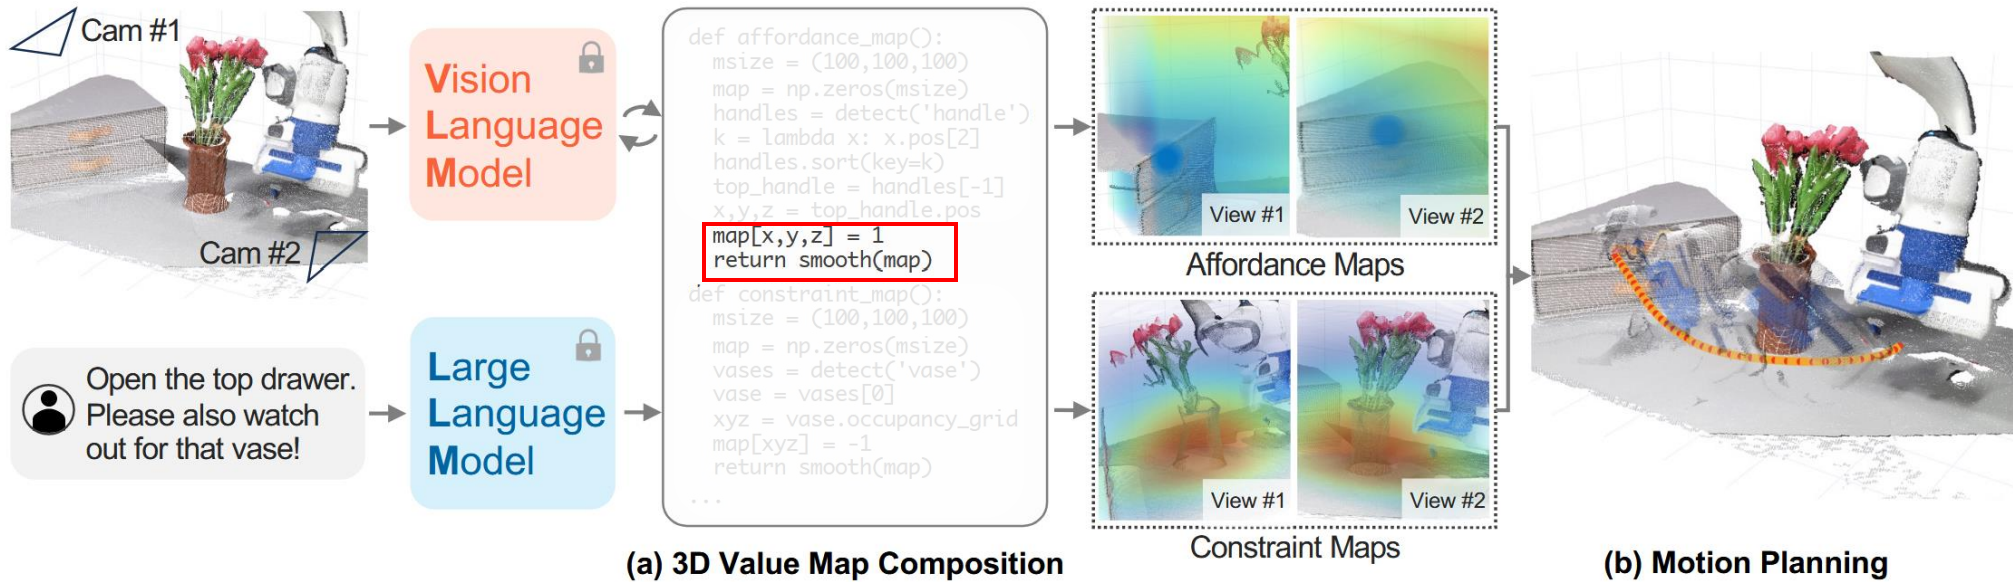 Cam #1
Cam #2
Open the top drawer.
Please also watch
out for that vase!
Vision
Language
Model
Large
Language
Model
def affordance_map():
msize = (100,100,100)
map = np.zeros(msize)
handles = detect('handle')
k = lambda x: x.pos[2]
handles.sort(key=k)
top_handle = handles[-1]
x,y,z = top_handle.pos
map[x,y,z] = 1
return smooth(map)
def constraint_map():
msize = (100,100,100)
map = np.zeros(msize)
vases = detect('vase')
vase = vases[0]
xyz = vase.occupancy_grid
map[xyz] = -1
return smooth(map)
...
View #1
View #2
Affordance Maps
View #1
View #2
Constraint Maps
(a) 3D Value Map Composition
(b) Motion Planning